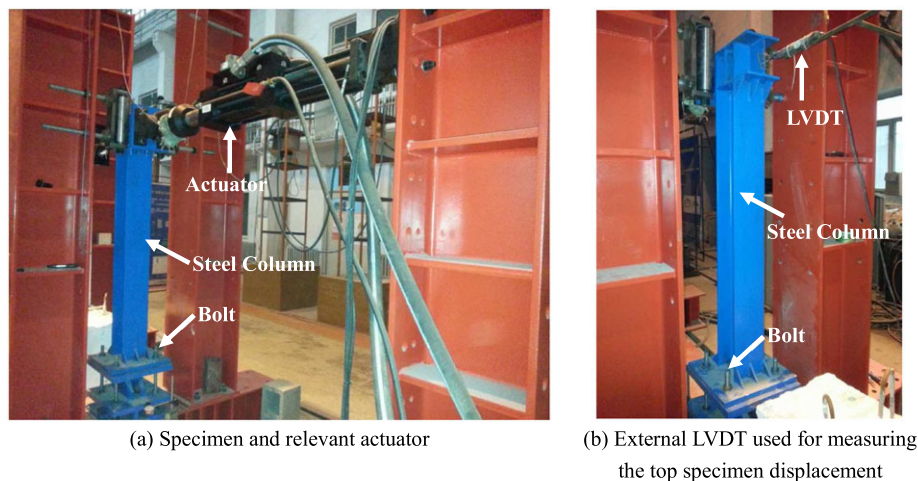 Actuator
Steel Column
Bolt
(a) Specimen and relevant actuator
LVDT
Steel Column
Bolt
(b) External LVDT used for measuring
the top specimen displacement